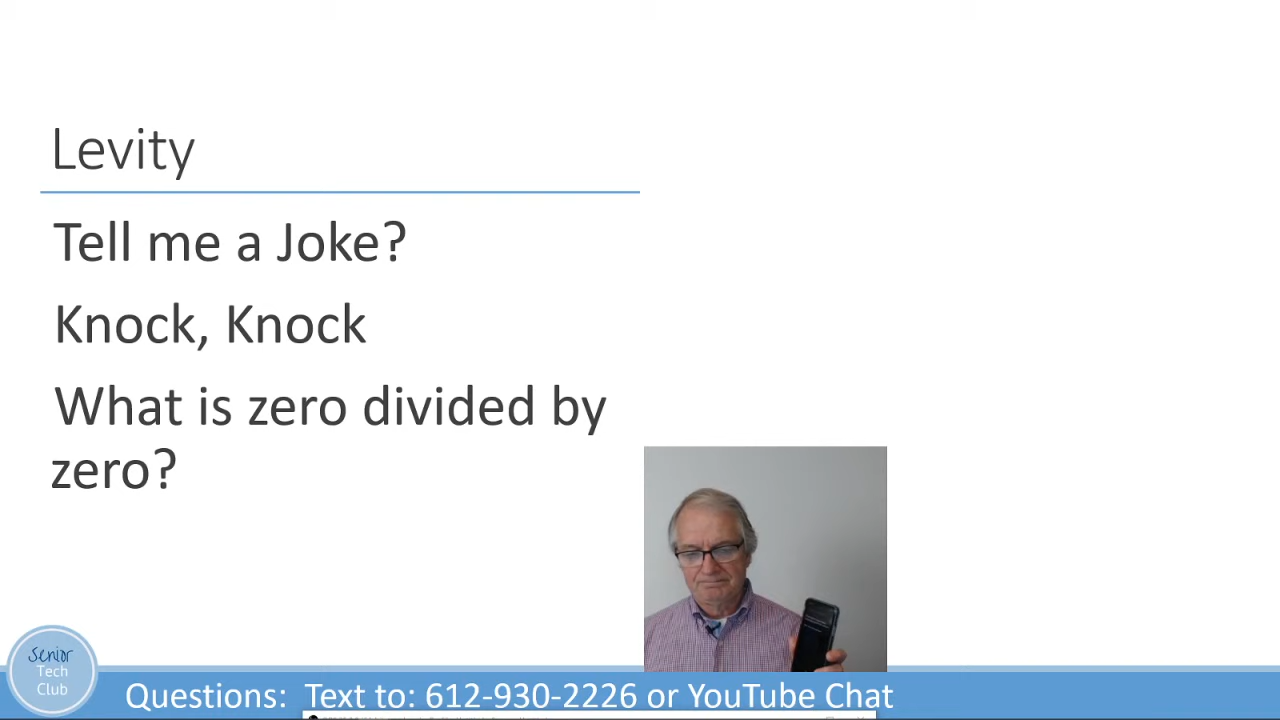 Levity
Tell me a Joke?
Knock, Knock
What is zero divided by
zero?
Senior
Tech
Club
Questions:  Text to: 612-930-2226 or YouTube Chat